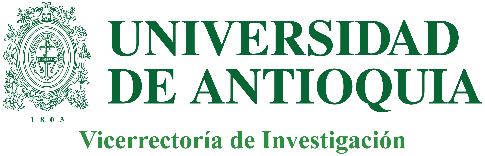 UNIVERSIDAD
DE ANTIOQUIA
1803
Vicerrectoría de Investigación